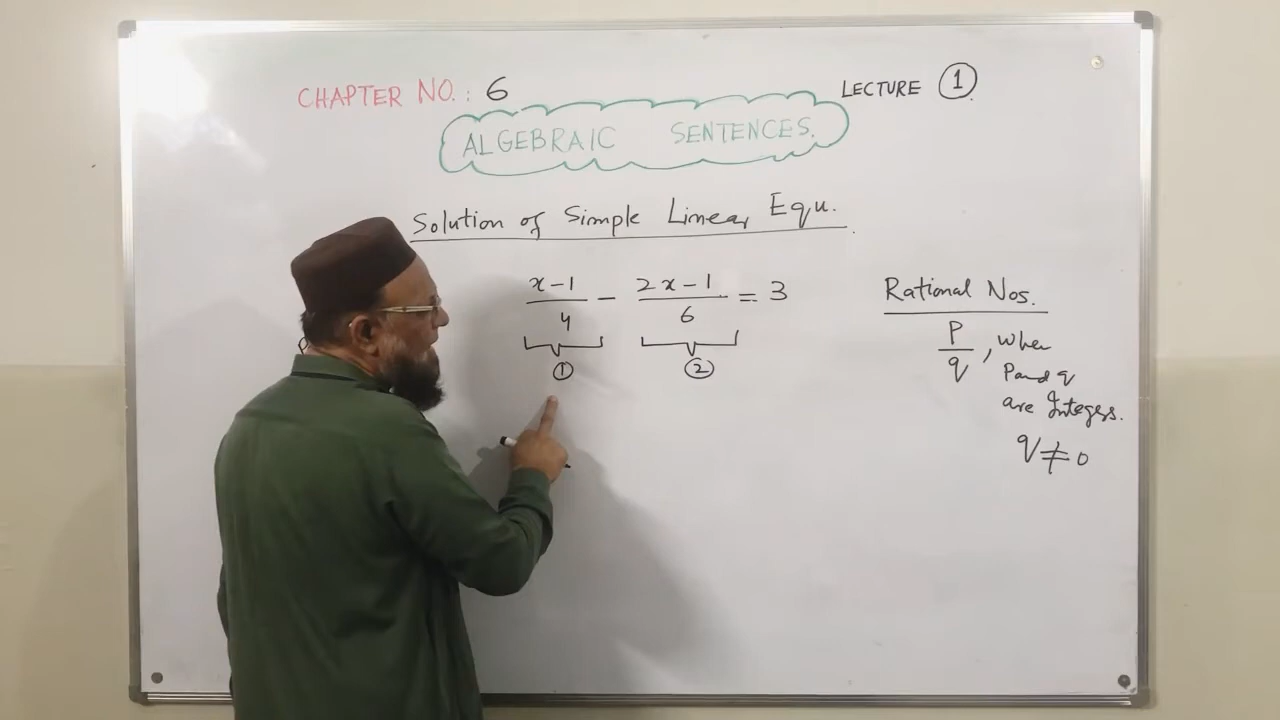 CHAPTER NO.: 6
LECTURE 1
ALGEBRAIC SENTENCES.
Solution of Simple Linear Equ.
x-1/4 - 2x-1/6 = 3
1 2
Rational Nos.
P/q, when
P and q
are Integers.
q ≠ 0